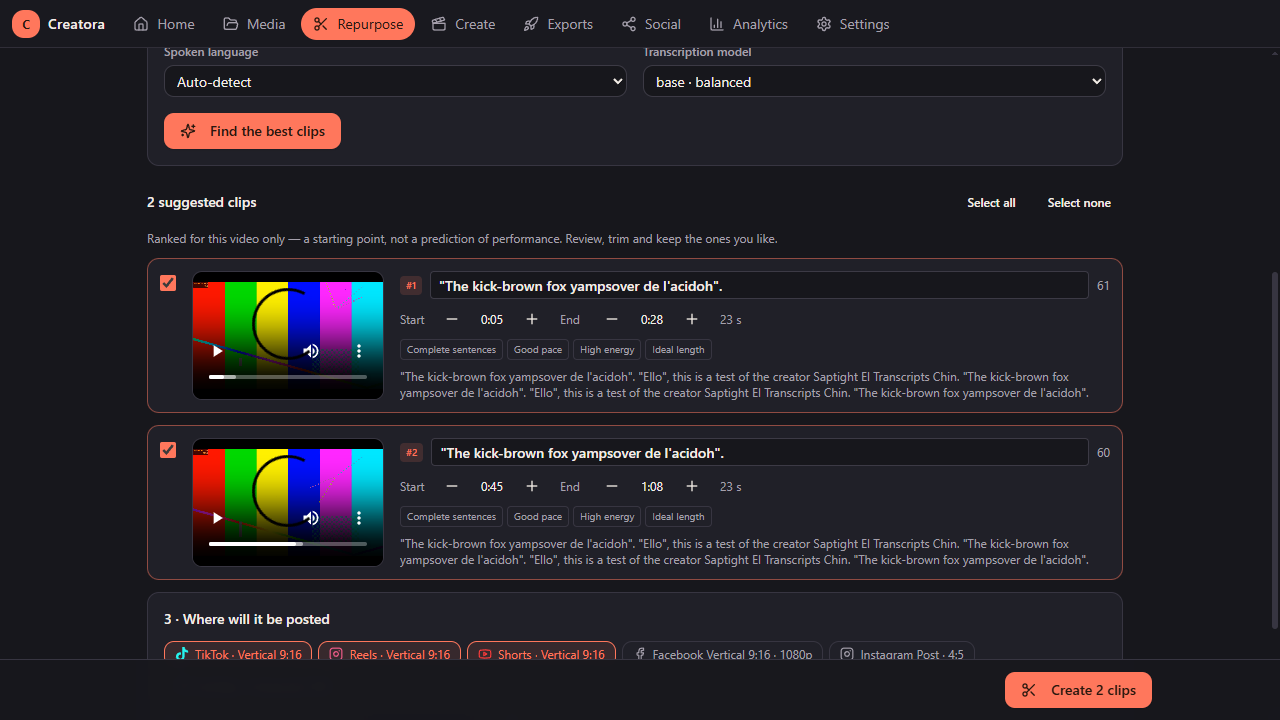 C Creatora Home Media Repurpose Create Exports Social Analytics Settings
Spoken language Transcription model
Auto-detect base · balanced
Find the best clips
2 suggested clips Select all Select none
Ranked for this video only — a starting point, not a prediction of performance. Review, trim and keep the ones you like.
#1 "The kick-brown fox yampsover de l'acidoh". 61
Start 0:05 End 0:28 23 s
Complete sentences Good pace High energy Ideal length
"The kick-brown fox yampsover de l'acidoh". "Ello", this is a test of the creator Saptight El Transcripts Chin. "The kick-brown fox
yampsover de l'acidoh". "Ello", this is a test of the creator Saptight El Transcripts Chin. "The kick-brown fox yampsover de l'acidoh".
#2 "The kick-brown fox yampsover de l'acidoh". 60
Start 0:45 End 1:08 23 s
Complete sentences Good pace High energy Ideal length
"The kick-brown fox yampsover de l'acidoh". "Ello", this is a test of the creator Saptight El Transcripts Chin. "The kick-brown fox
yampsover de l'acidoh". "Ello", this is a test of the creator Saptight El Transcripts Chin. "The kick-brown fox yampsover de l'acidoh".
3 · Where will it be posted
TikTok · Vertical 9:16 Reels · Vertical 9:16 Shorts · Vertical 9:16 Facebook Vertical 9:16 · 1080p Instagram Post · 4:5
Create 2 clips